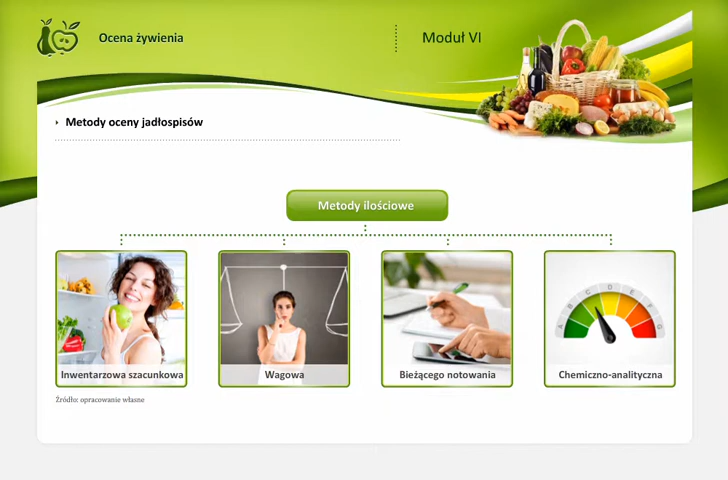 Ocena żywienia
Moduł VI
Metody oceny jadłospisów
Metody ilościowe
Inwentarzowa szacunkowa
Wagowa
Bieżącego notowania
A B C D E F G
Chemiczno-analityczna
Źródło: opracowanie własne